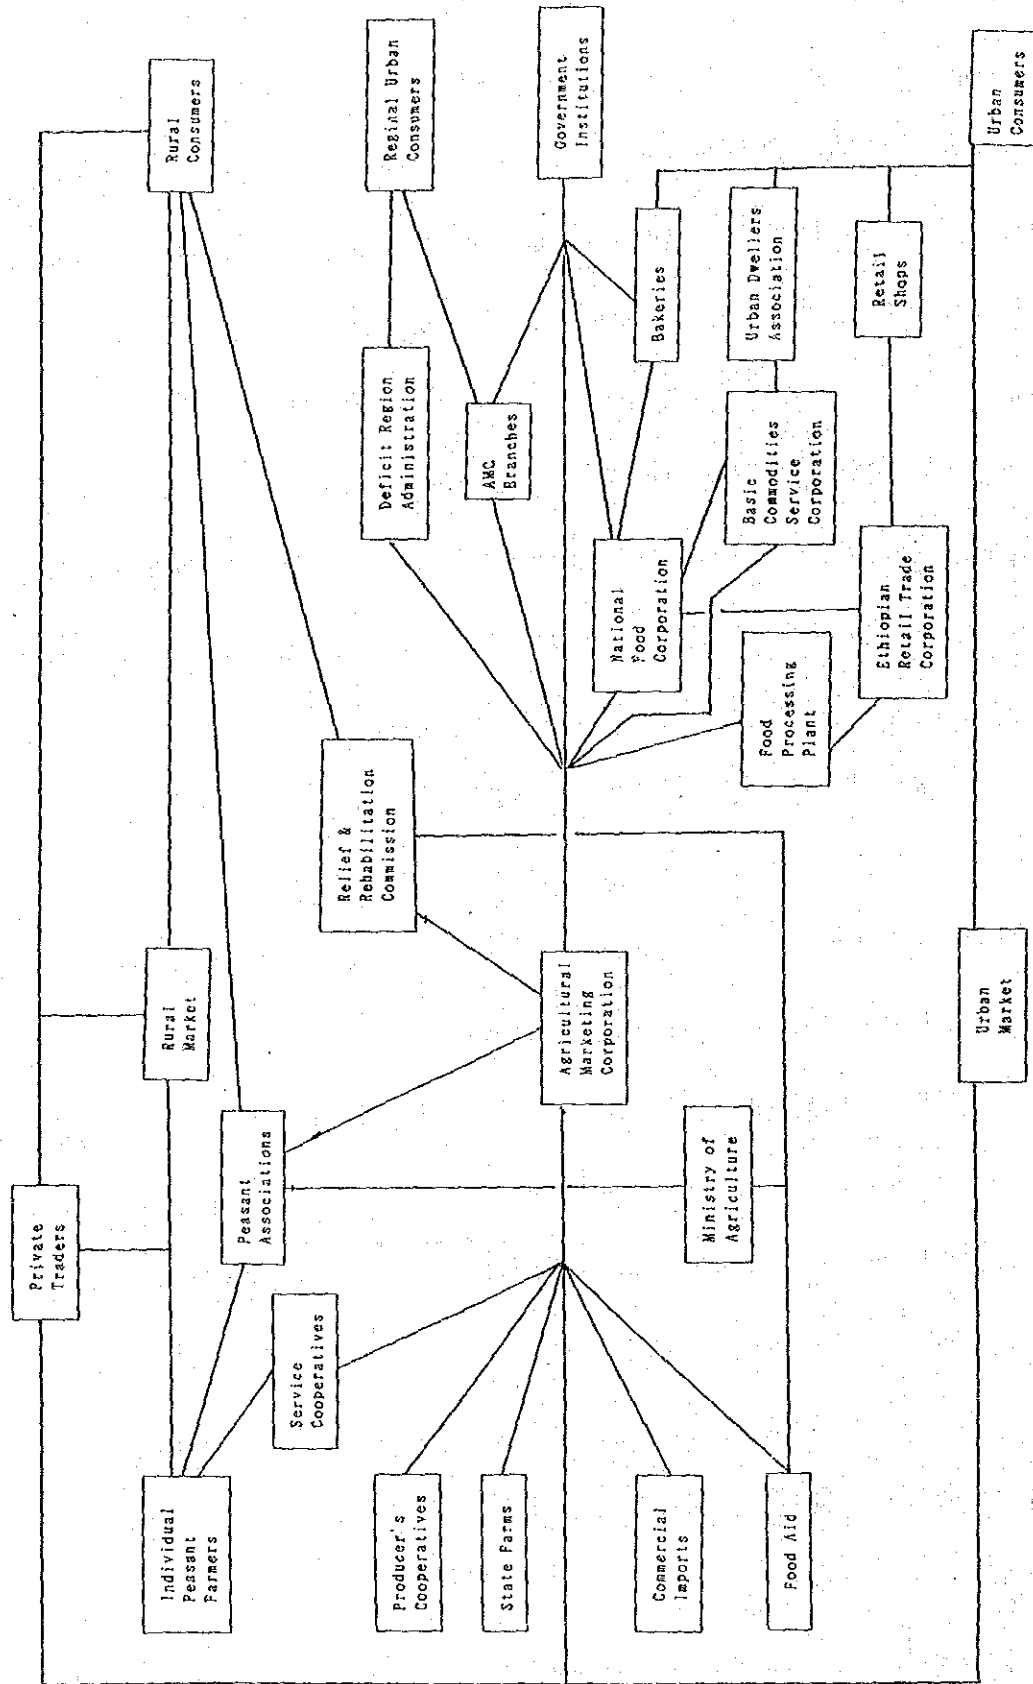 Private
Traders
Individual
Peasant
Farmers
Rural
Market
Rural
Consumers
Peasant
Associations
Service
Cooperatives
Relief &
Rehabilitation
Commission
Producer's
Cooperatives
Deficit Region
Administration
Reginal Urban
Consumers
State Farms
AMC
Branches
Agricultural
Marketing
Corporation
Government
Institutions
Commercial
Imports
National
Food
Corporation
Bakeries
Ministry of
Agriculture
Basic
Commodities
Service
Corporation
Urban Dwellers
Association
Food Aid
Food
Processing
Plant
Ethiopian
Retail Trade
Corporation
Retail
Shops
Urban
Market
Urban
Consumers